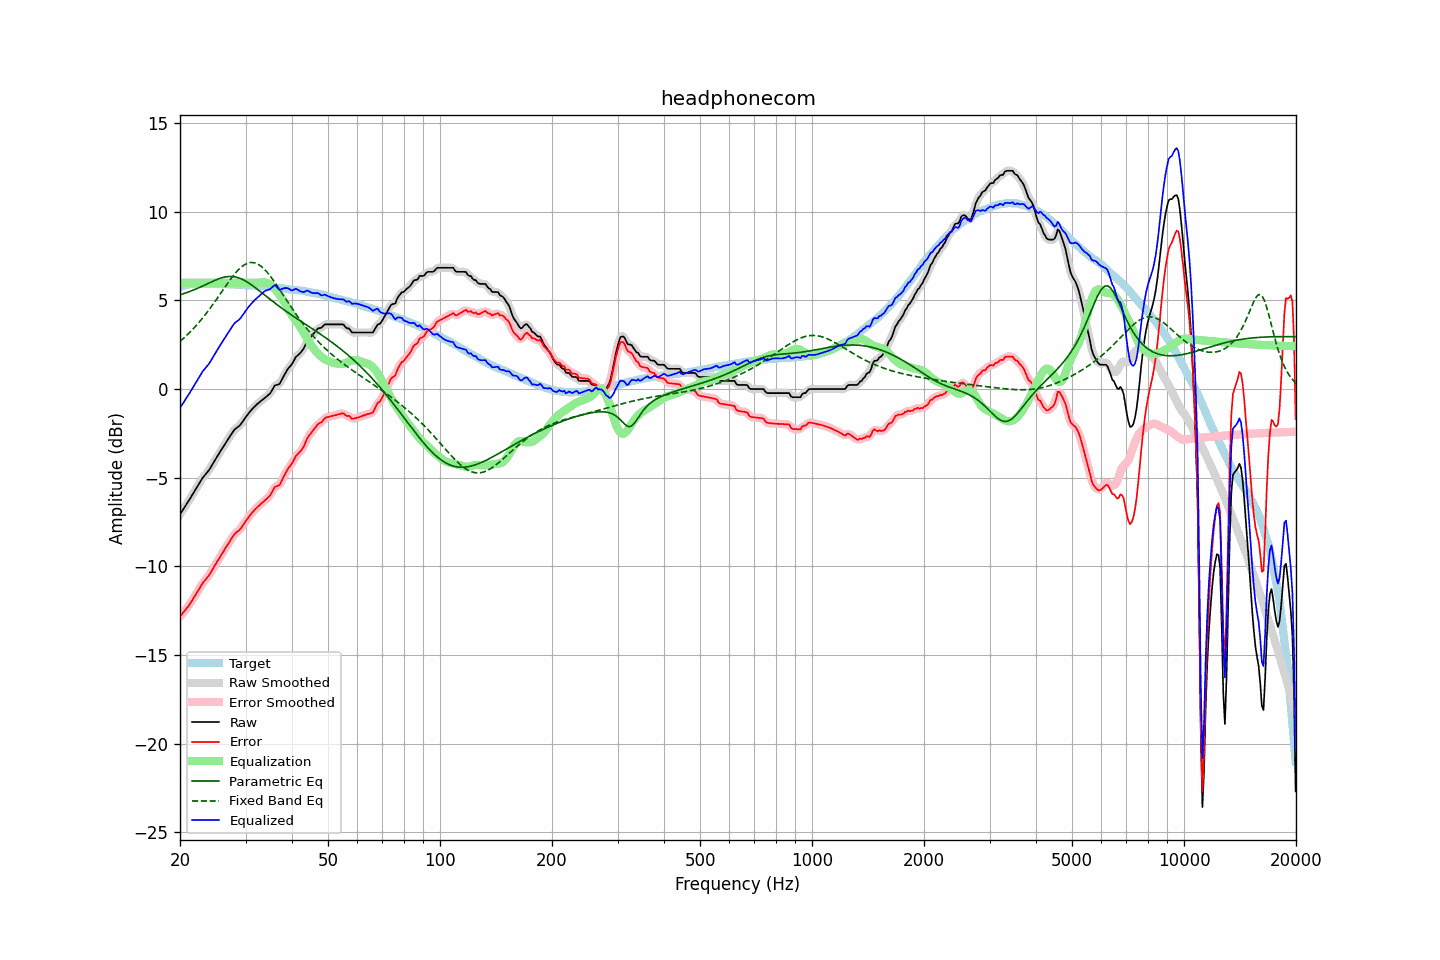 headphonecom
Amplitude (dBr)
15
10
5
0
−5
−10
−15
−20
−25
Target
Raw Smoothed
Error Smoothed
Raw
Error
Equalization
Parametric Eq
Fixed Band Eq
Equalized
20 50 100 200 500 1000 2000 5000 10000 20000
Frequency (Hz)